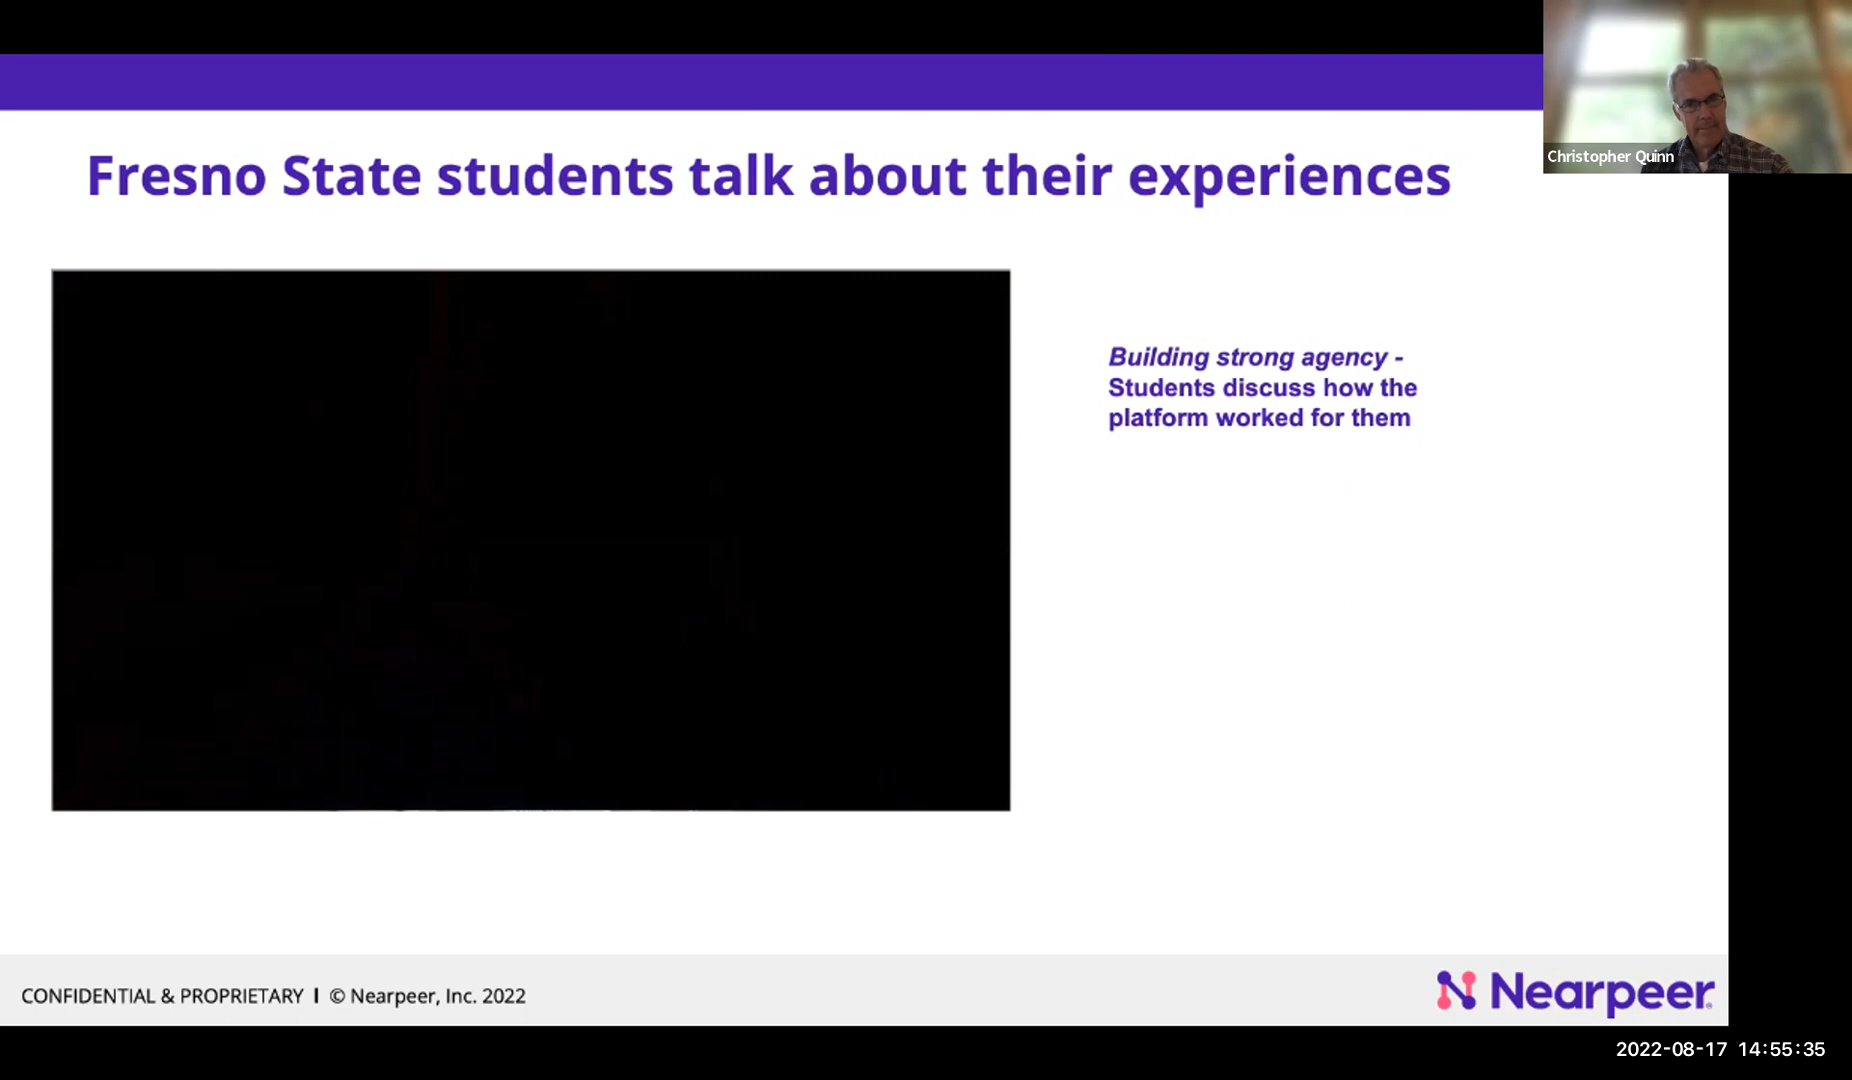 Christopher Quinn
Fresno State students talk about their experiences
Building strong agency -
Students discuss how the
platform worked for them
CONFIDENTIAL & PROPRIETARY I © Nearpeer, Inc. 2022
Nearpeer
2022-08-17 14:55:35